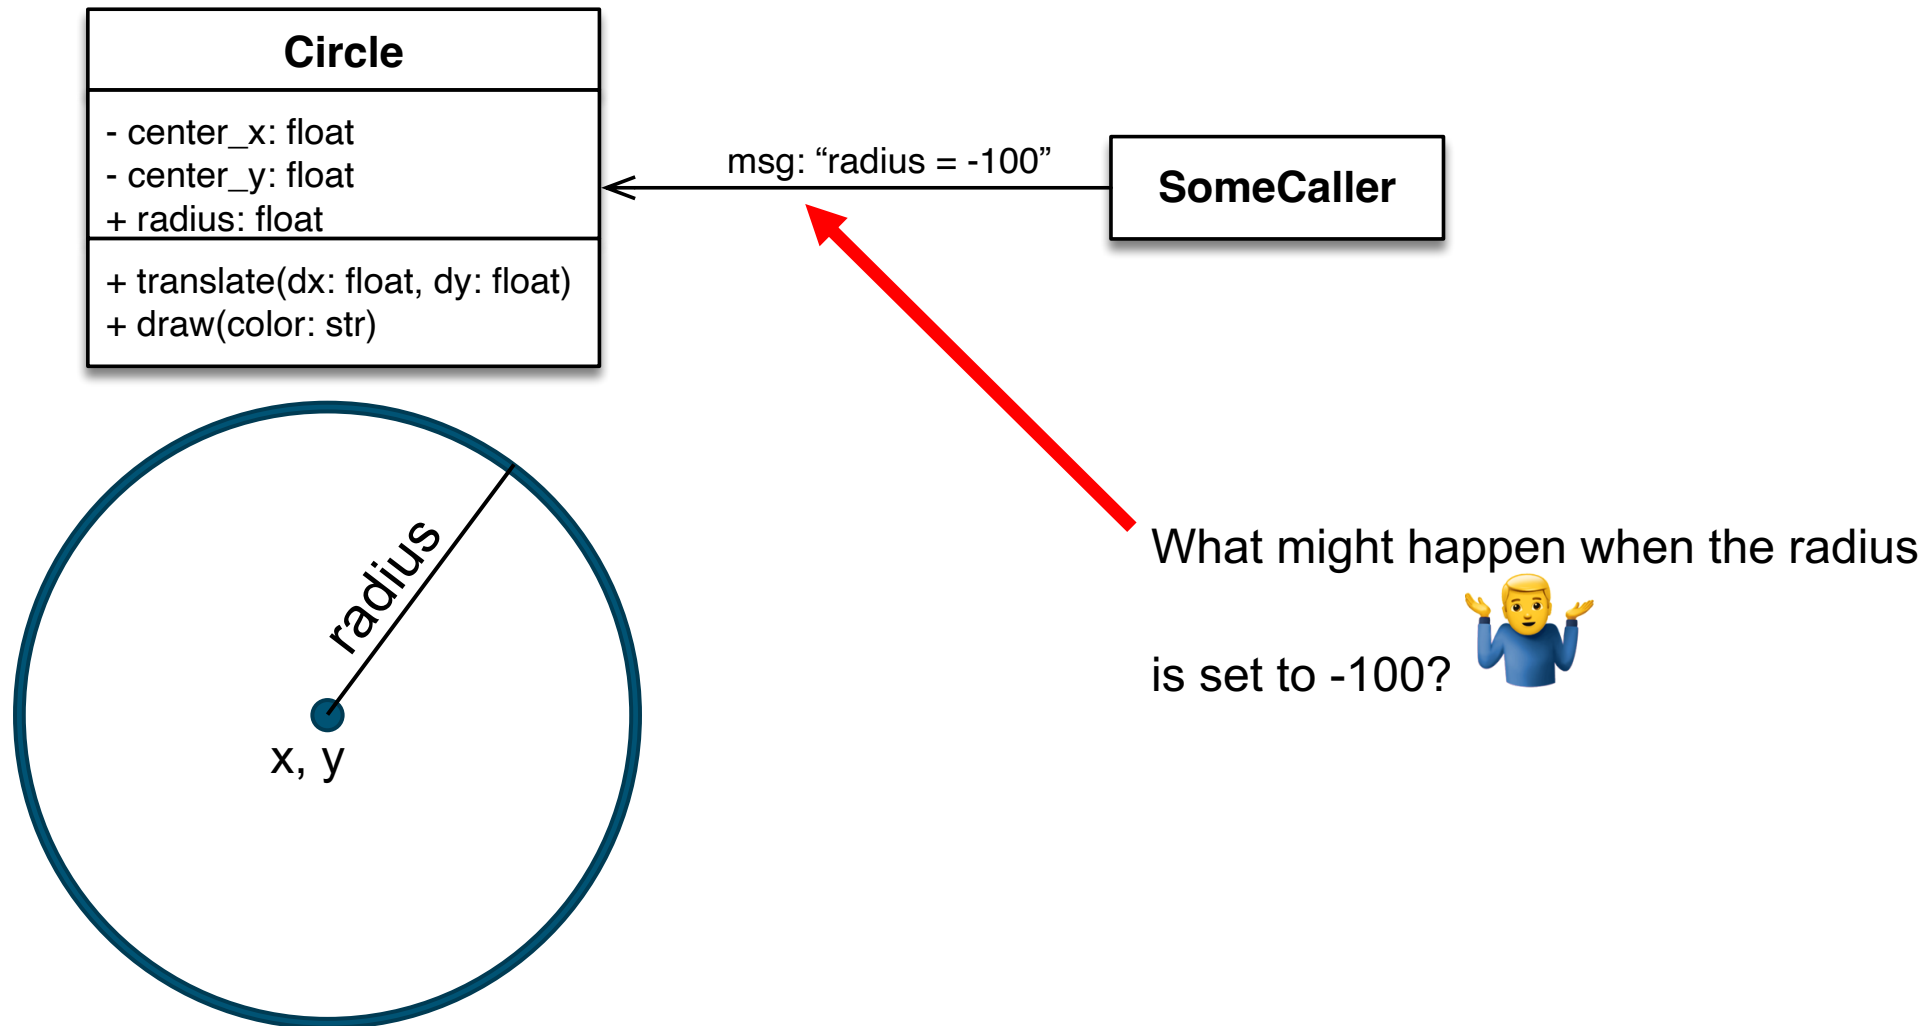 Circle
- center_x: float
- center_y: float
+ radius: float
+ translate(dx: float, dy: float)
+ draw(color: str)
msg: “radius = -100”
SomeCaller
radius
x, y
What might happen when the radius
is set to -100?